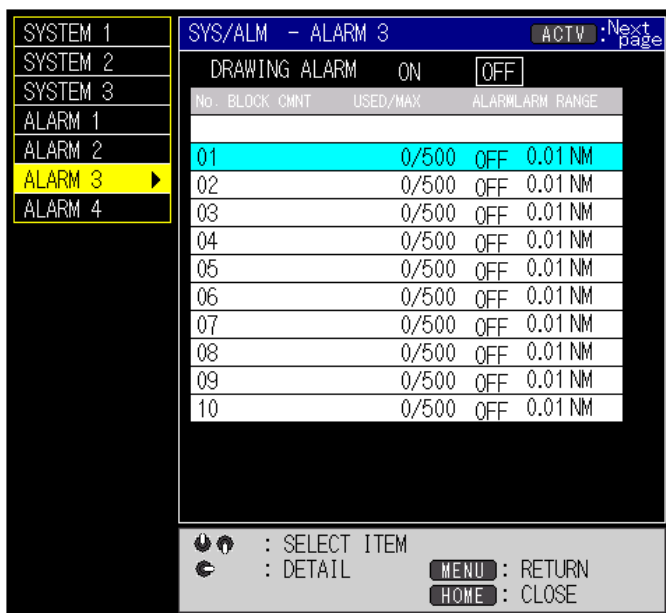 SYSTEM 1
SYSTEM 2
SYSTEM 3
ALARM 1
ALARM 2
ALARM 3
ALARM 4
SYS/ALM - ALARM 3 ACTV :Next page
DRAWING ALARM ON OFF
No. BLOCK CMNT USED/MAX ALARMLARM RANGE
01 0/500 OFF 0.01 NM
02 0/500 OFF 0.01 NM
03 0/500 OFF 0.01 NM
04 0/500 OFF 0.01 NM
05 0/500 OFF 0.01 NM
06 0/500 OFF 0.01 NM
07 0/500 OFF 0.01 NM
08 0/500 OFF 0.01 NM
09 0/500 OFF 0.01 NM
10 0/500 OFF 0.01 NM
: SELECT ITEM
: DETAIL MENU : RETURN
HOME : CLOSE